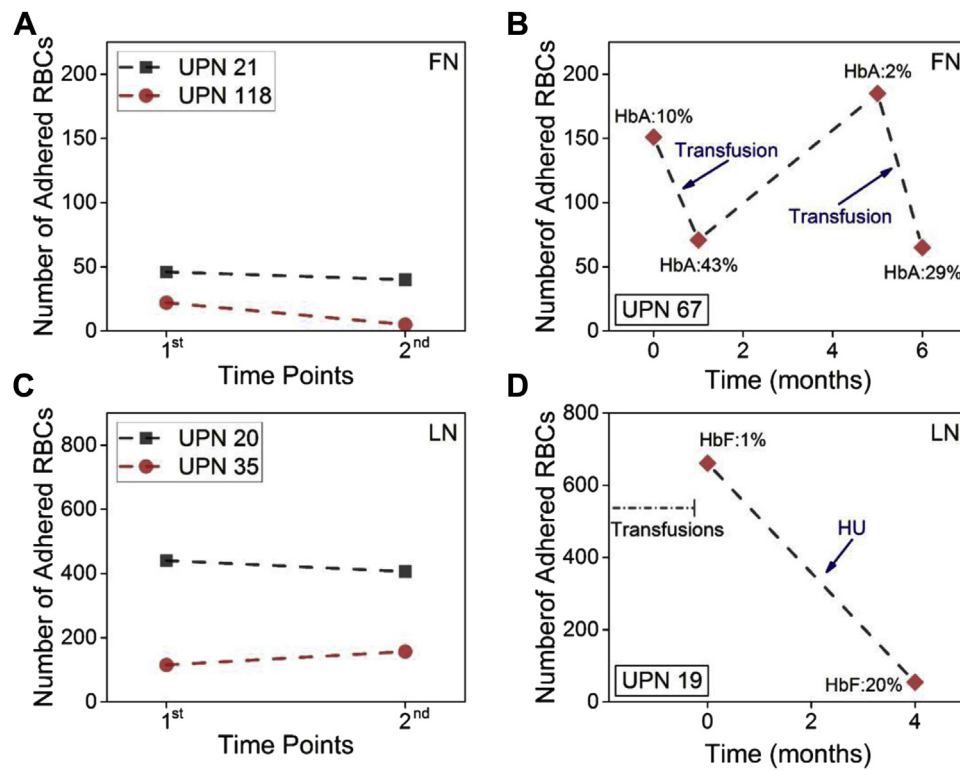 A
Number of Adhered RBCs
200
150
100
50
0
UPN 21
UPN 118
FN
1st
2nd
Time Points
B
Numberof Adhered RBCs
200
150
100
50
0
HbA:10%
Transfusion
HbA:43%
HbA:2%
Transfusion
HbA:29%
FN
UPN 67
0 2 4 6
Time (months)
C
Number of Adhered RBCs
800
600
400
200
0
UPN 20
UPN 35
LN
1st
2nd
Time Points
D
Numberof Adhered RBCs
800
600
400
200
0
HbF:1%
LN
Transfusions
HU
HbF:20%
UPN 19
0 2 4
Time (months)